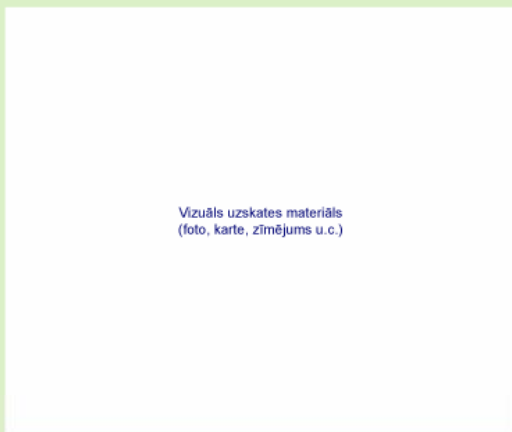 Vizuāls uzskates materiāls
(foto, karte, zīmējums u.c.)